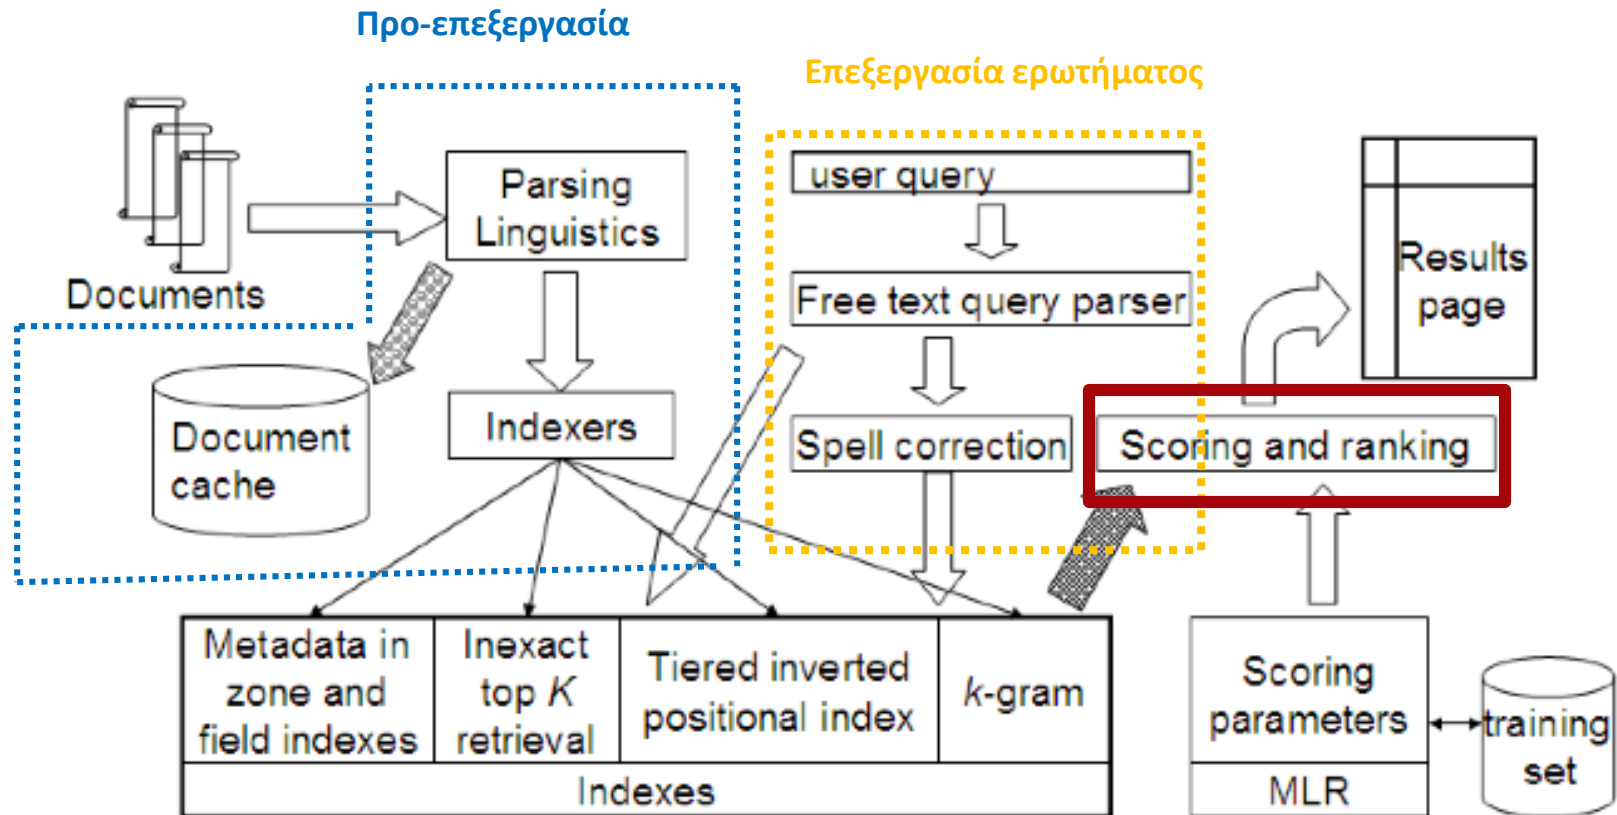 Προ-επεξεργασία
Επεξεργασία ερωτήματος
Parsing
Linguistics
Documents
user query
Free text query parser
Results
page
Document
cache
Indexers
Spell correction
Scoring and ranking
Metadata in
zone and
field indexes
Inexact
top K
retrieval
Tiered inverted
positional index
k-gram
Indexes
Scoring
parameters
MLR
training
set